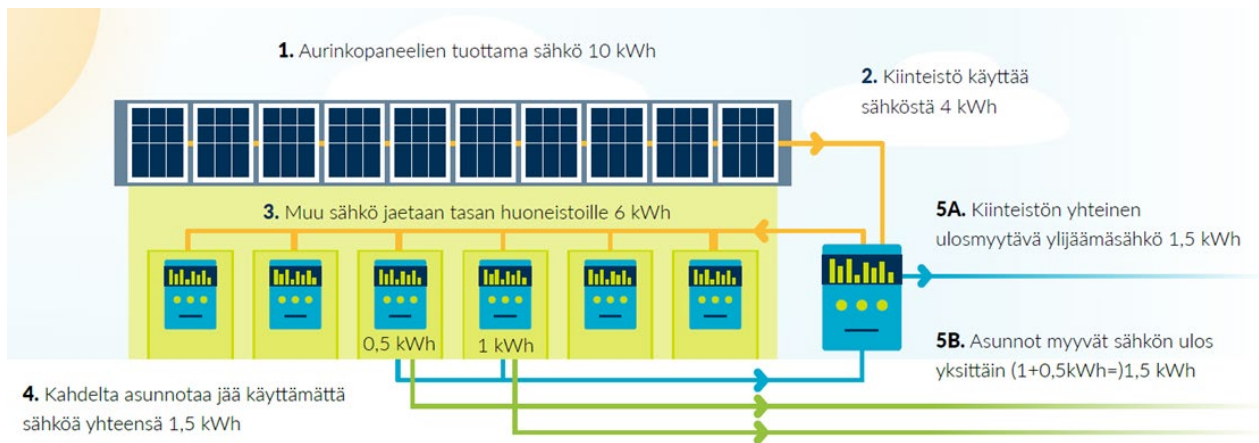 1. Aurinkopaneelien tuottama sähkö 10 kWh
2. Kiinteistö käyttää
sähköstä 4 kWh
3. Muu sähkö jaetaan tasan huoneistoille 6 kWh
5A. Kiinteistön yhteinen
ulosmyytävä ylijäämäsähkö 1,5 kWh
0,5 kWh
1 kWh
5B. Asunnot myyvät sähkön ulos
yksittäin (1+0,5kWh=)1,5 kWh
4. Kahdelta asunnotaa jää käyttämättä
sähköä yhteensä 1,5 kWh